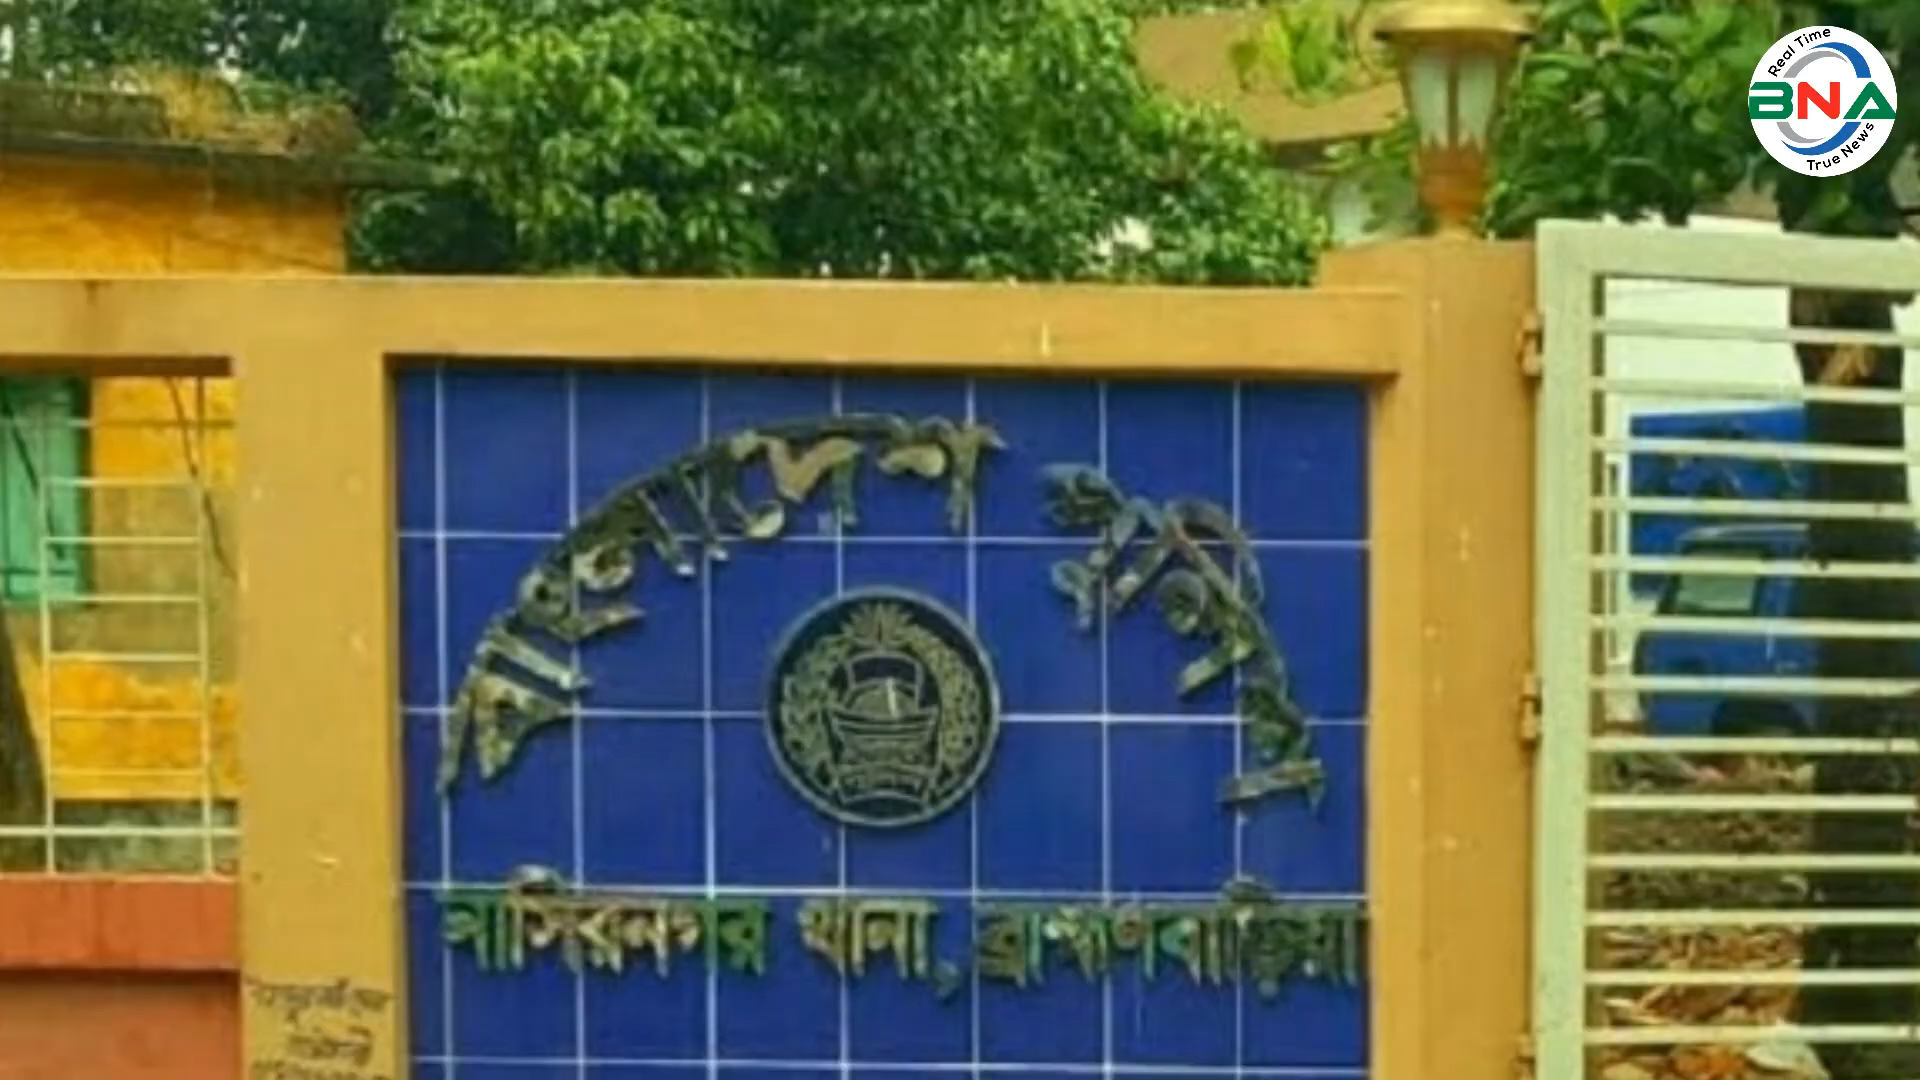 বাংলাদেশ পুলিশ
নাসিরনগর থানা, ব্রাহ্মণবাড়িয়া
Real Time
BNA
True News